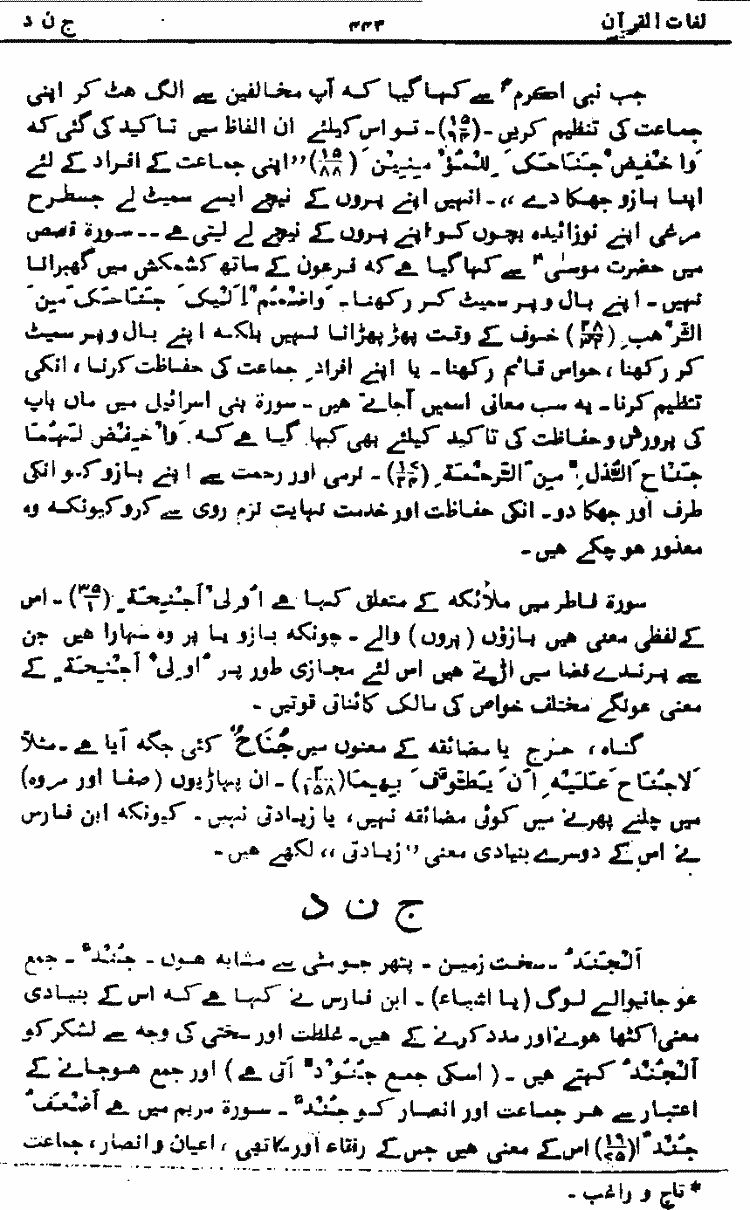 لغات القرآن ۴۴۳ ج ن د
جب نبی اکرم ؐ سے کہا گیا کہ آپ مخالفین سے الگ ہٹ کر اپنی
جماعت کی تنظیم کریں - (۱۵/۹۴) - تو اس کیلئے ان الفاظ میں تاکید کی گئی کہ
وَاخْفِضْ جَنَاحَکَ لِلْمُؤْمِنِیْنَ (۱۵/۸۸) ”اپنی جماعت کے افراد کے لئے
اپنا بازو جھکا دے ،، - انہیں اپنے پروں کے نیچے ایسے سمیٹ لے جسطرح
مرغی اپنے نوزائیدہ بچوں کو اپنے پروں کے نیچے لے لیتی ہے -- سورۃ قصص
میں حضرت موسیٰ ؑ سے کہا گیا ہے کہ فرعون کے ساتھ کشمکش میں گھبرانا
نہیں - اپنے بال و پر سمیٹ کر رکھنا - وَاضْمُمْ اِلَیْکَ جَنَاحَکَ مِنَ
الرَّهْبِ (۲۸/۳۲) خوف کے وقت پھڑپھڑانا نہیں بلکہ اپنے بال و پر سمیٹ
کر رکھنا ، حواس قائم رکھنا - یا اپنے افراد ِ جماعت کی حفاظت کرنا ، انکی
تنظیم کرنا - یہ سب معانی اسمیں آجاتے ہیں - سورۃ بنی اسرائیل میں ماں باپ
کی پرورش و حفاظت کی تاکید کیلئے بھی کہا گیا ہے کہ وَاخْفِضْ لَهُمَا
جَنَاحَ الذُّلِّ مِنَ الرَّحْمَةِ (۱۷/۲۴) - نرمی اور رحمت سے اپنے بازو کو انکی
طرف اور جھکا دو - انکی حفاظت اور خدمت نہایت نرم روی سے کرو کیونکہ وہ
معذور ہو چکے ہیں -
سورۃ فاطر میں ملائکہ کے متعلق کہا ہے اُولِی اَجْنِحَةٍ (۳۵/۱) - اس
کے لفظی معنی ہیں بازوؤں (پروں) والے - چونکہ بازو یا پر وہ سہارا ہیں جن
سے پرندے فضا میں اڑتے ہیں اس لئے مجازی طور پر اُولِی اَجْنِحَةٍ کے
معنی ہونگے مختلف خواص کی مالک کائناتی قوتیں -
گناہ ، حرج یا مضائقہ کے معنوں میں جُنَاحٌ کئی جگہ آیا ہے - مثلاً
لَاجُنَاحَ عَلَیْهِ اَنْ یَّطَّوَّفَ بِهِمَا (۲/۱۵۸) - ان پہاڑیوں (صفا اور مروہ)
میں چلنے پھرنے میں کوئی مضائقہ نہیں ، یا زیادتی نہیں - کیونکہ ابن فارس
نے اس کے دوسرے بنیادی معنی ”زیادتی ،، لکھے ہیں -
ج ن د
اَلْجَنَدُ - سخت زمین - پتھر جو مٹی سے مشابہ ہوں - جُنْدٌ - جمع
ہو جانیوالے لوگ (یا اشیاء) - ابن فارس نے کہا ہے کہ اس کے بنیادی
معنی اکٹھا ہونے اور مدد کرنے کے ہیں - غلظت اور سختی کی وجہ سے لشکر کو
اَلْجُنْدُ کہتے ہیں - (اسکی جمع جُنُوْدٌ آتی ہے) اور جمع ہو جانے کے
اعتبار سے ہر جماعت اور انصار کو جُنْدٌ* - سورۃ مریم میں ہے اَضْعَفُ
جُنْدًا (۱۹/۷۵) اس کے معنی ہیں جس کے رفقاء اور ساتھی ، اعیان و انصار ، جماعت
*تاج و راغب -